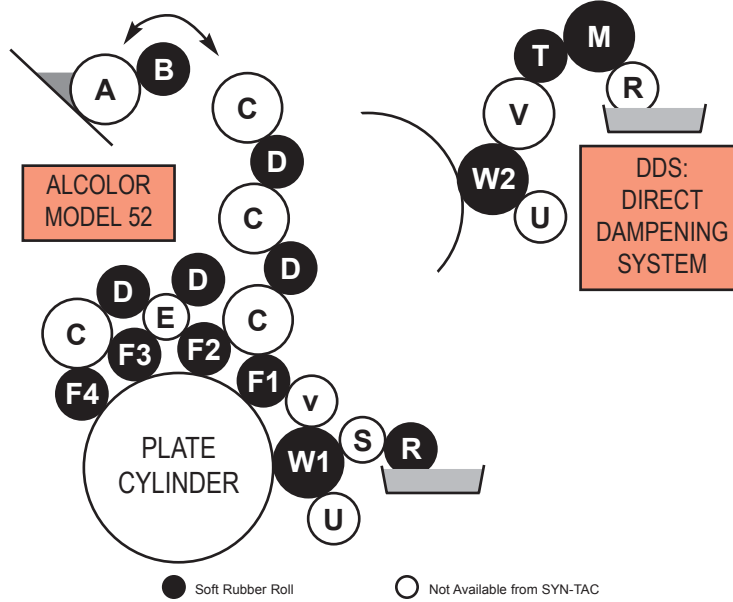 A
B
C
D
C
D
D
D
E
C
C
F4
F3
F2
F1
v
S
R
W1
U
PLATE
CYLINDER
ALCOLOR
MODEL 52
T
M
R
V
W2
U
DDS:
DIRECT
DAMPENING
SYSTEM
Soft Rubber Roll
Not Available from SYN-TAC